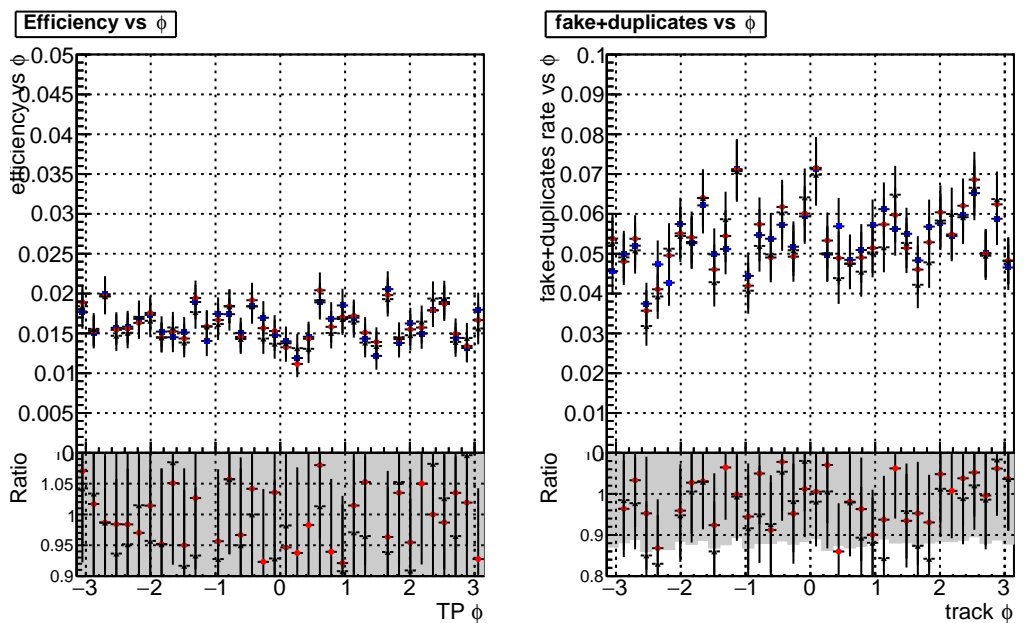 Efficiency vs ϕ
efficiency vs ϕ
0.05
0.045
0.04
0.035
0.03
0.025
0.02
0.015
0.01
0.005
0
Ratio
1.05
1
0.95
0.9
−3 −2 −1 0 1 2 3
TP ϕ
fake+duplicates vs ϕ
fake+duplicates rate vs ϕ
0.1
0.09
0.08
0.07
0.06
0.05
0.04
0.03
0.02
0.01
0
Ratio
1
0.9
0.8
−3 −2 −1 0 1 2 3
track ϕ